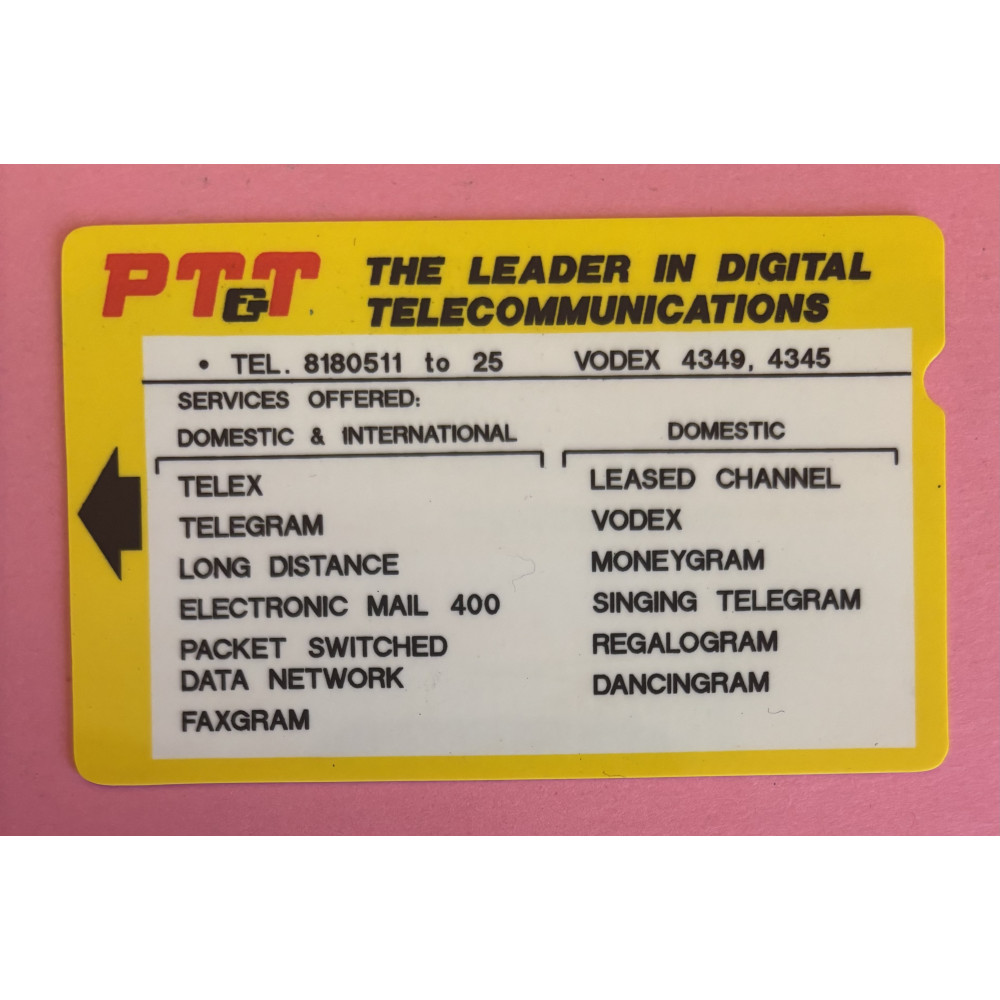 PT&T
THE LEADER IN DIGITAL
TELECOMMUNICATIONS
• TEL. 8180511 to 25 VODEX 4349, 4345
SERVICES OFFERED:
DOMESTIC & INTERNATIONAL
TELEX
TELEGRAM
LONG DISTANCE
ELECTRONIC MAIL 400
PACKET SWITCHED
DATA NETWORK
FAXGRAM
DOMESTIC
LEASED CHANNEL
VODEX
MONEYGRAM
SINGING TELEGRAM
REGALOGRAM
DANCINGRAM